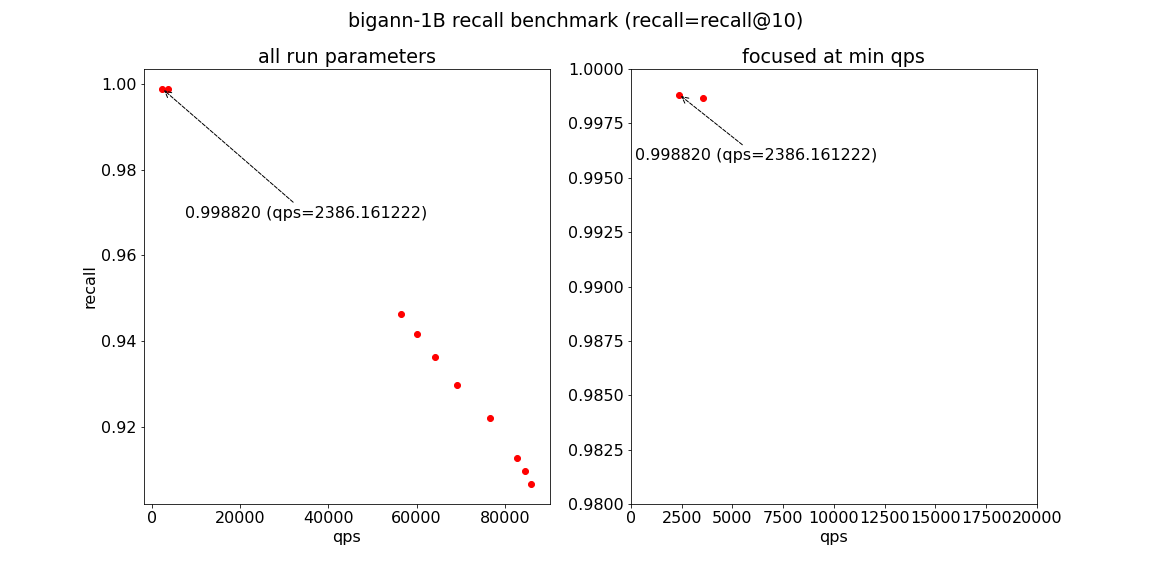 bigann-1B recall benchmark (recall=recall@10)
all run parameters
1.00
0.98
0.96
0.94
0.92
recall
0.998820 (qps=2386.161222)
0 20000 40000 60000 80000
qps
focused at min qps
1.0000
0.9975
0.9950
0.9925
0.9900
0.9875
0.9850
0.9825
0.9800
0.998820 (qps=2386.161222)
0 2500 5000 7500 10000 12500 15000 17500 20000
qps